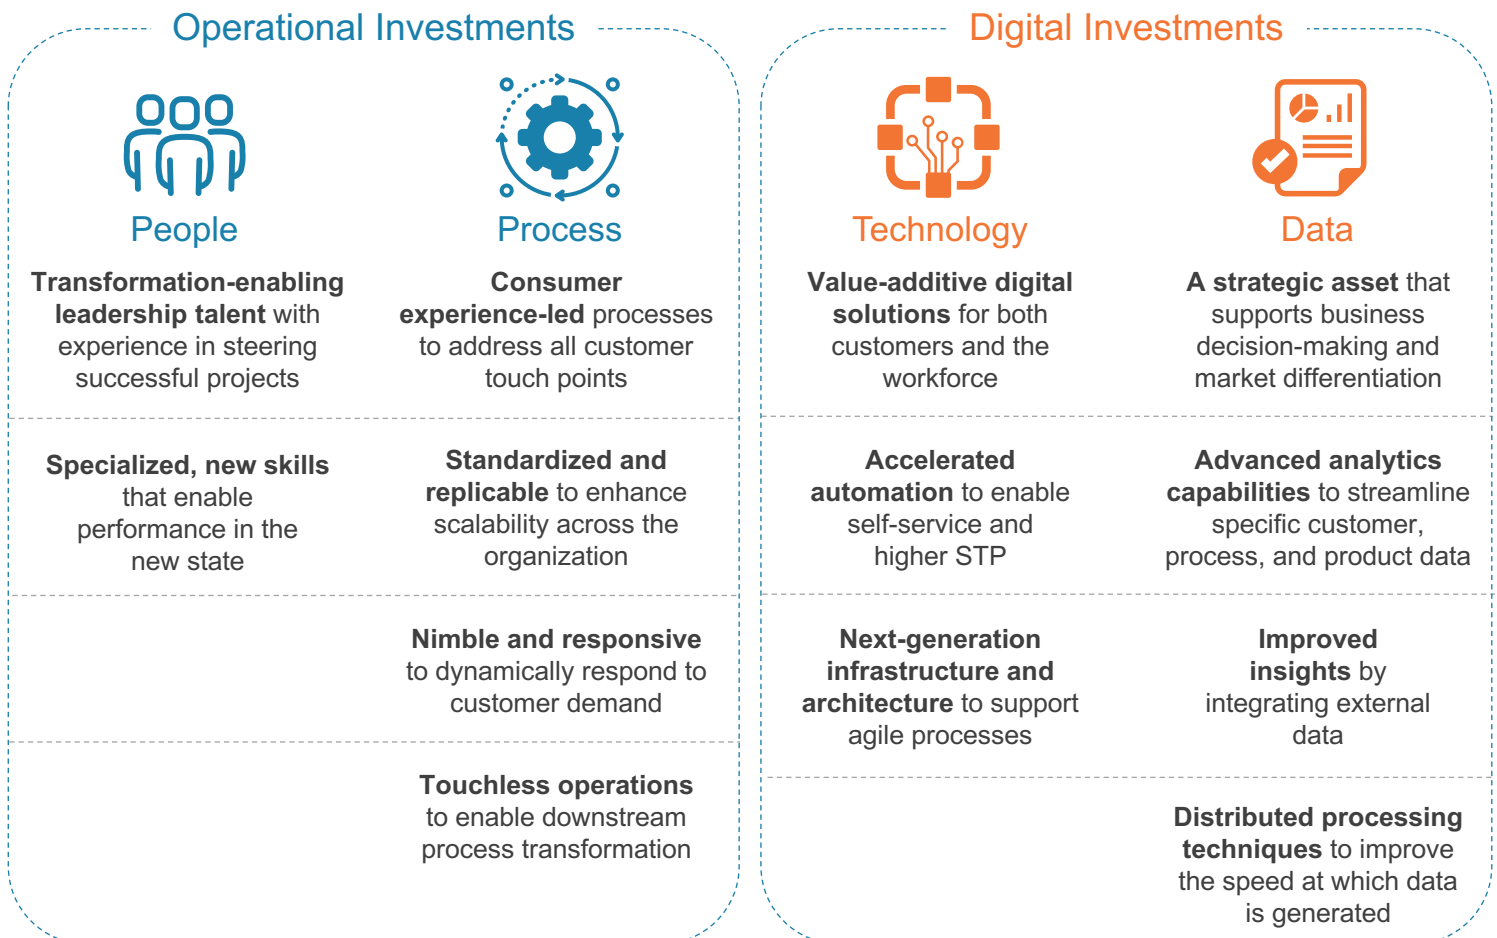 Operational Investments
People
Transformation-enabling
leadership talent with
experience in steering
successful projects
Specialized, new skills
that enable
performance in the
new state
Process
Consumer
experience-led processes
to address all customer
touch points
Standardized and
replicable to enhance
scalability across the
organization
Nimble and responsive
to dynamically respond to
customer demand
Touchless operations
to enable downstream
process transformation
Digital Investments
Technology
Value-additive digital
solutions for both
customers and the
workforce
Accelerated
automation to enable
self-service and
higher STP
Next-generation
infrastructure and
architecture to support
agile processes
Data
A strategic asset that
supports business
decision-making and
market differentiation
Advanced analytics
capabilities to streamline
specific customer,
process, and product data
Improved
insights by
integrating external
data
Distributed processing
techniques to improve
the speed at which data
is generated